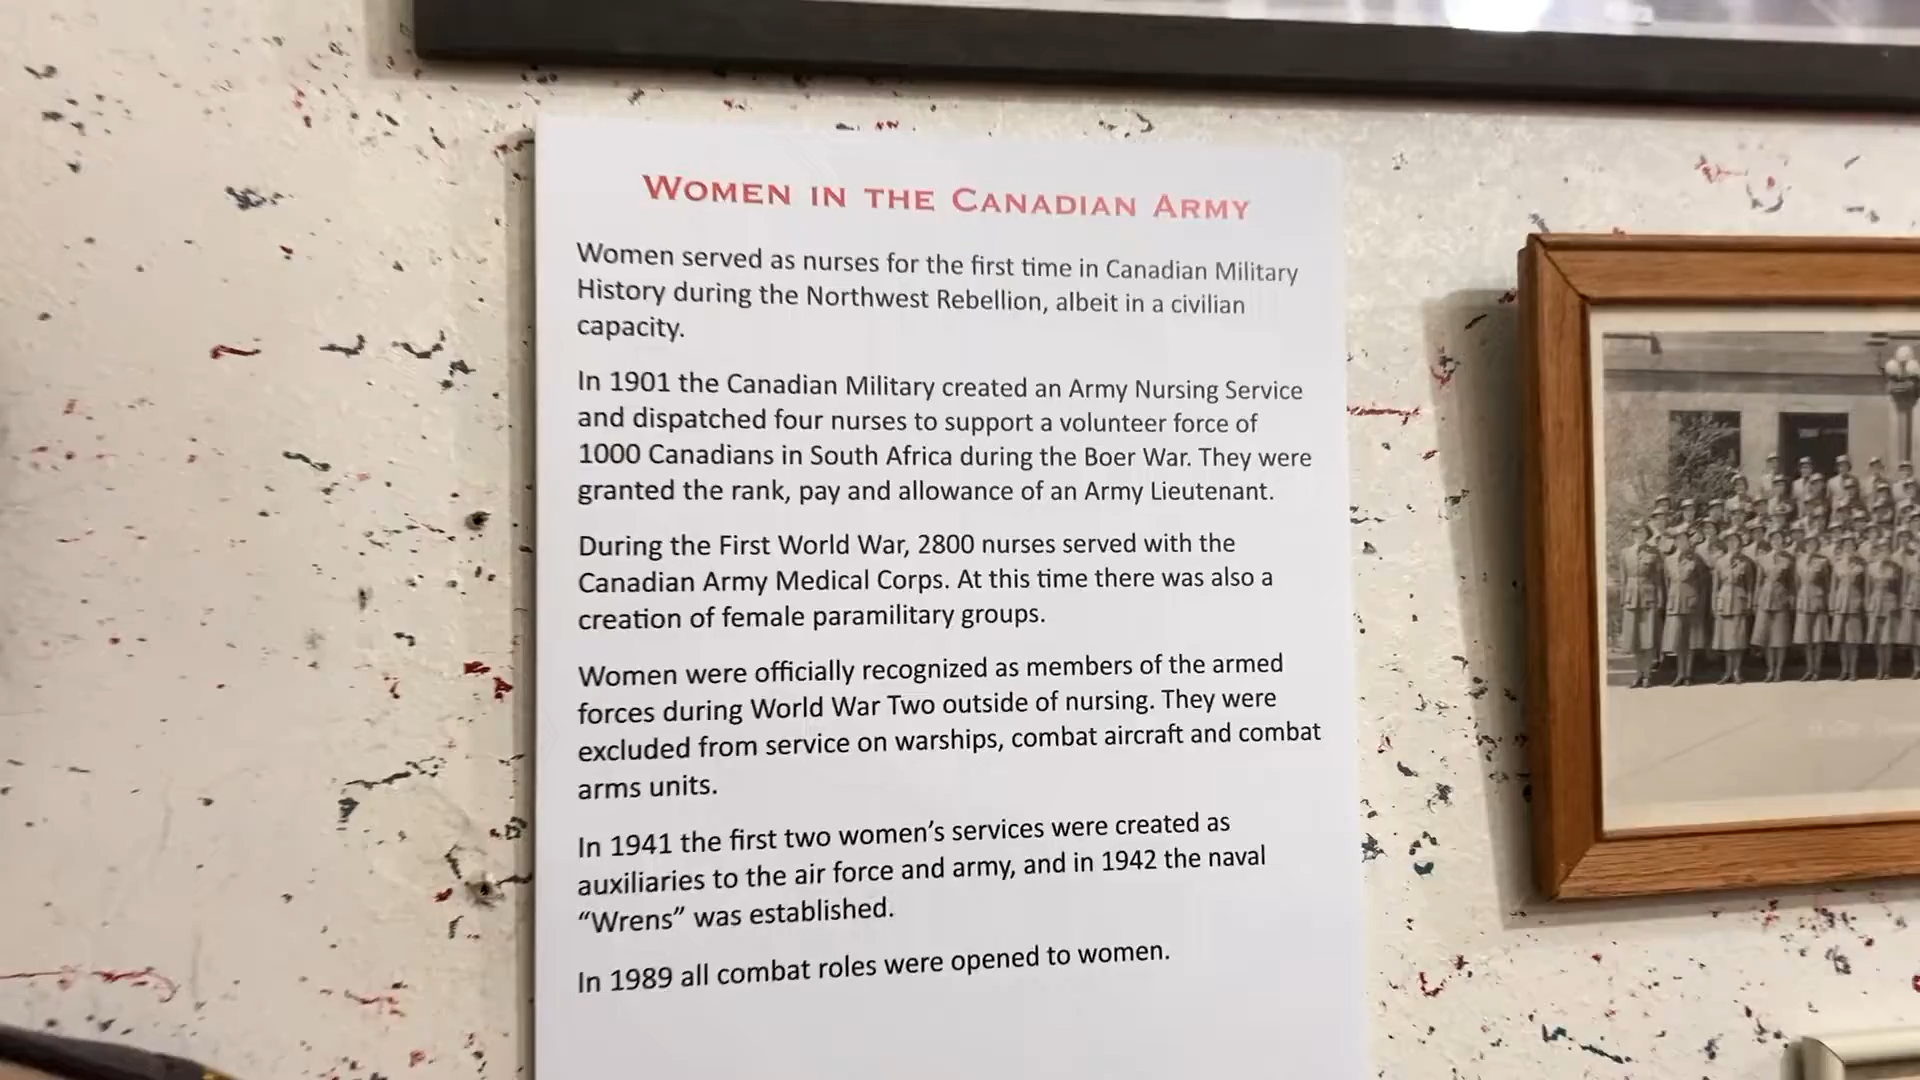 WOMEN IN THE CANADIAN ARMY
Women served as nurses for the first time in Canadian Military
History during the Northwest Rebellion, albeit in a civilian
capacity.
In 1901 the Canadian Military created an Army Nursing Service
and dispatched four nurses to support a volunteer force of
1000 Canadians in South Africa during the Boer War. They were
granted the rank, pay and allowance of an Army Lieutenant.
During the First World War, 2800 nurses served with the
Canadian Army Medical Corps. At this time there was also a
creation of female paramilitary groups.
Women were officially recognized as members of the armed
forces during World War Two outside of nursing. They were
excluded from service on warships, combat aircraft and combat
arms units.
In 1941 the first two women’s services were created as
auxiliaries to the air force and army, and in 1942 the naval
“Wrens” was established.
In 1989 all combat roles were opened to women.